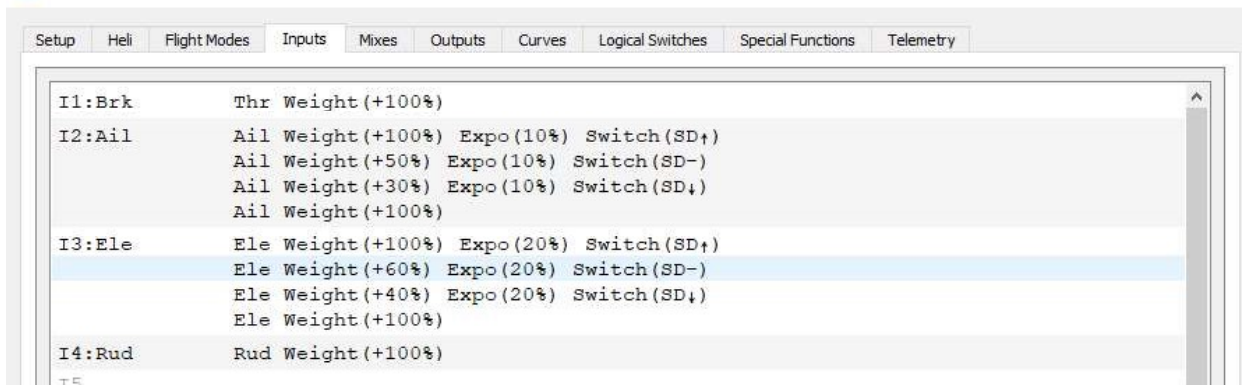 Setup Heli Flight Modes Inputs Mixes Outputs Curves Logical Switches Special Functions Telemetry
I1:Brk Thr Weight(+100%)
I2:Ail Ail Weight(+100%) Expo(10%) Switch(SD↑)
Ail Weight(+50%) Expo(10%) Switch(SD-)
Ail Weight(+30%) Expo(10%) Switch(SD↓)
Ail Weight(+100%)
I3:Ele Ele Weight(+100%) Expo(20%) Switch(SD↑)
Ele Weight(+60%) Expo(20%) Switch(SD-)
Ele Weight(+40%) Expo(20%) Switch(SD↓)
Ele Weight(+100%)
I4:Rud Rud Weight(+100%)
I5